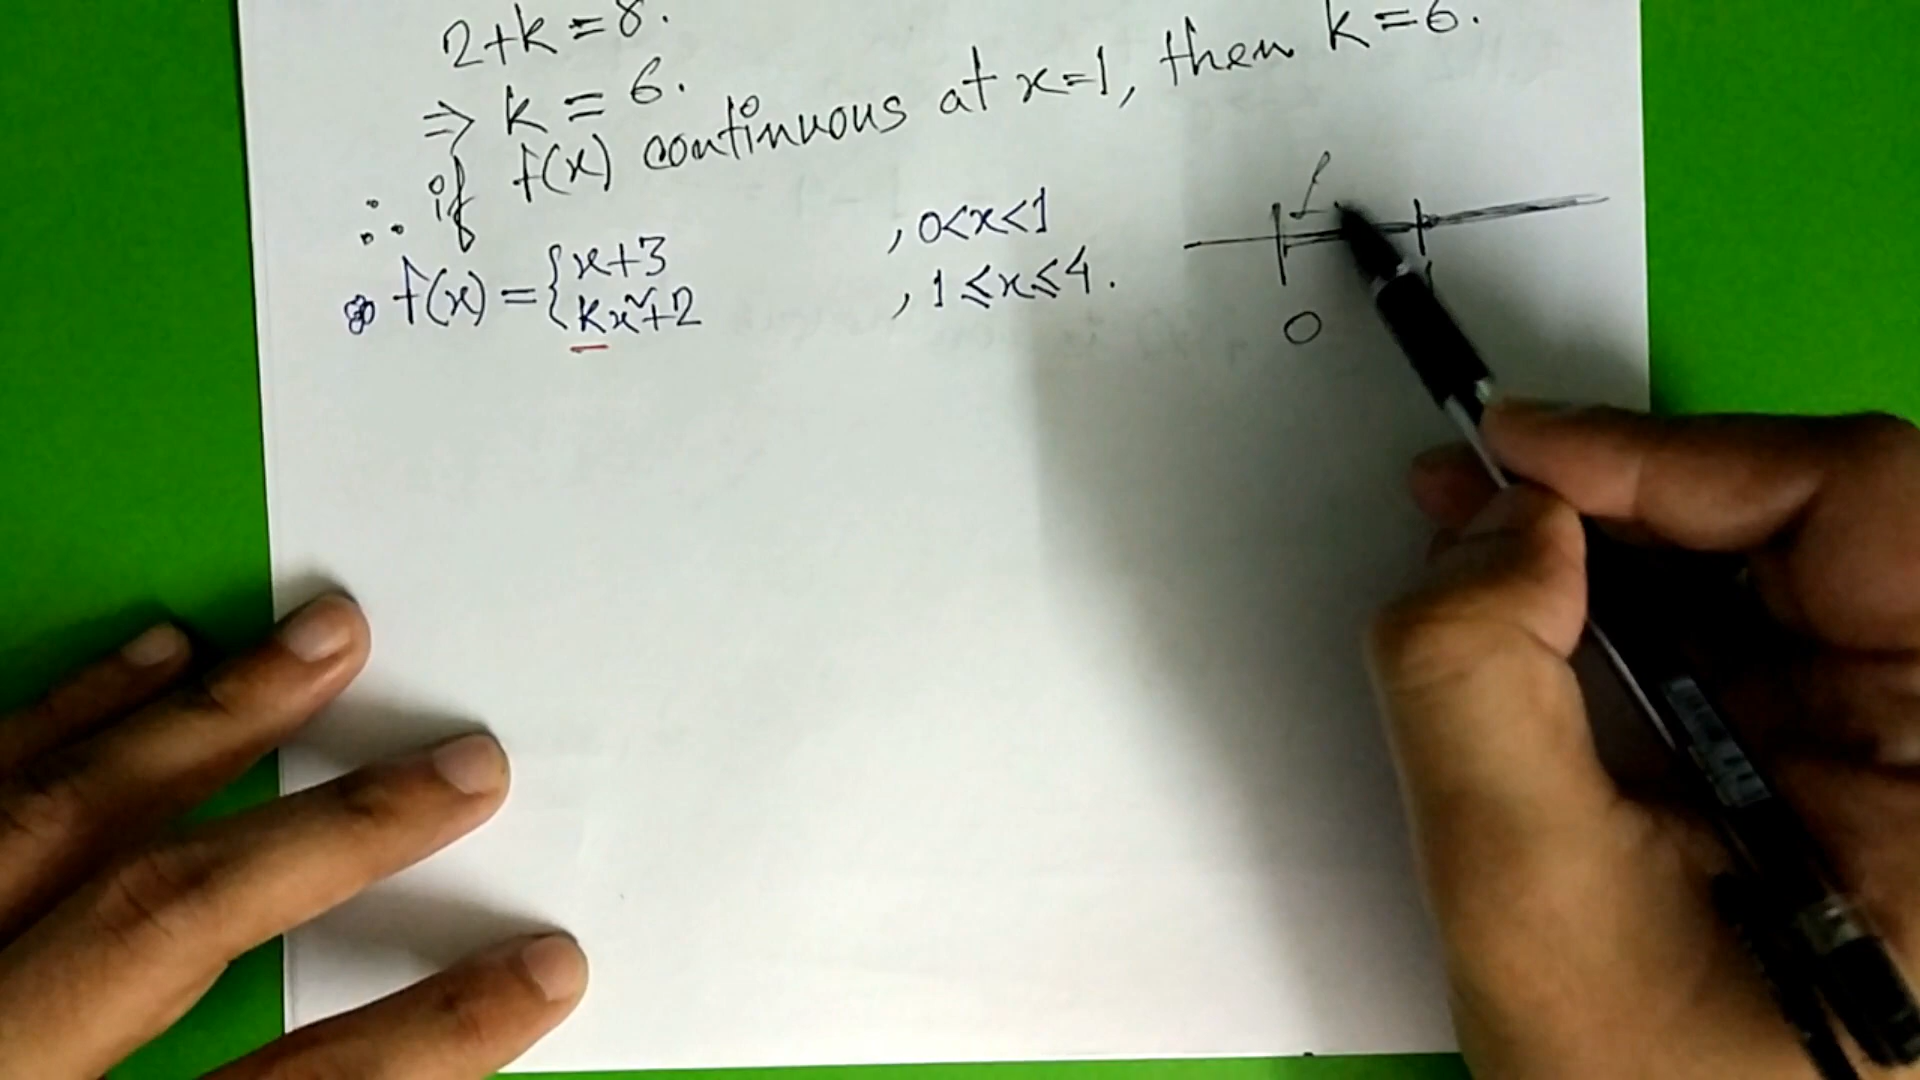 2+k=8.
⇒ k = 6.
∴ if f(x) continuous at x=1, then k=6.
f(x) = { x+3 , 0<x<1
kx²+2 , 1≤x≤4.
0